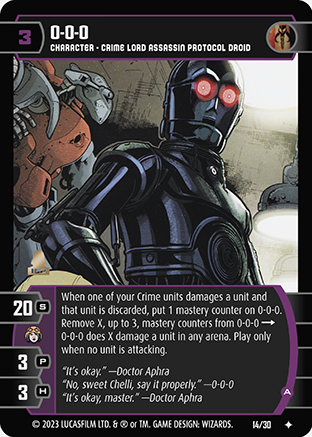 3
0-0-0
CHARACTER - CRIME LORD ASSASSIN PROTOCOL DROID
20 S
3 P
3 H
When one of your Crime units damages a unit and
that unit is discarded, put 1 mastery counter on 0-0-0.
Remove X, up to 3, mastery counters from 0-0-0 →
0-0-0 does X damage a unit in any arena. Play only
when no unit is attacking.
"It's okay." —Doctor Aphra
"No, sweet Chelli, say it properly." —0-0-0
"It's okay, master." —Doctor Aphra
A
© 2023 LUCASFILM LTD. & ® OR TM. GAME DESIGN: WIZARDS. 14/30